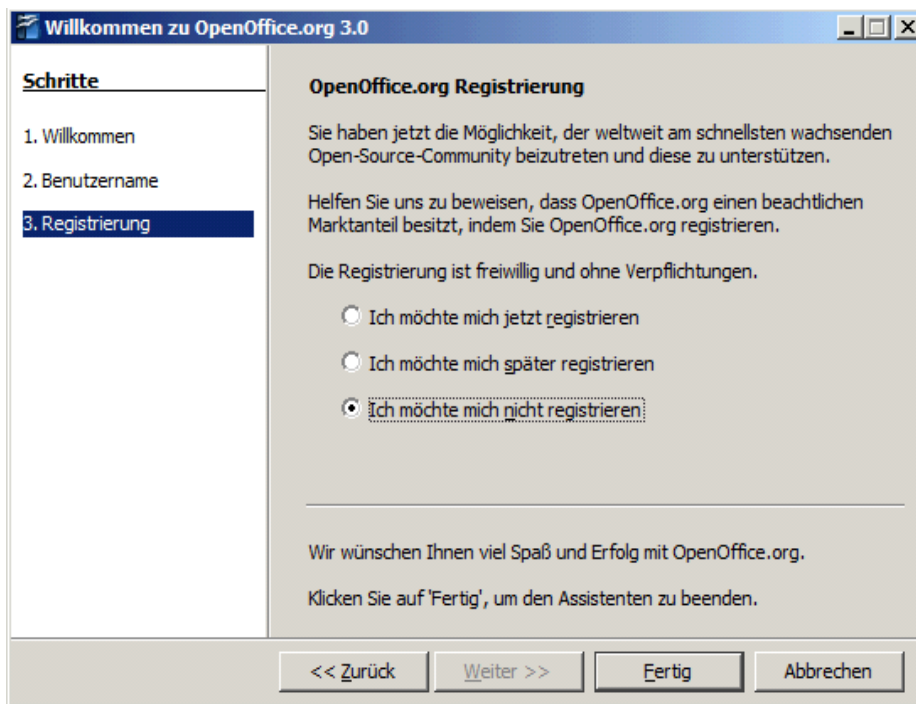 Willkommen zu OpenOffice.org 3.0
Schritte
1. Willkommen
2. Benutzername
3. Registrierung
OpenOffice.org Registrierung
Sie haben jetzt die Möglichkeit, der weltweit am schnellsten wachsenden
Open-Source-Community beizutreten und diese zu unterstützen.
Helfen Sie uns zu beweisen, dass OpenOffice.org einen beachtlichen
Marktanteil besitzt, indem Sie OpenOffice.org registrieren.
Die Registrierung ist freiwillig und ohne Verpflichtungen.
Ich möchte mich jetzt registrieren
Ich möchte mich später registrieren
Ich möchte mich nicht registrieren
Wir wünschen Ihnen viel Spaß und Erfolg mit OpenOffice.org.
Klicken Sie auf 'Fertig', um den Assistenten zu beenden.
<< Zurück Weiter >> Fertig Abbrechen